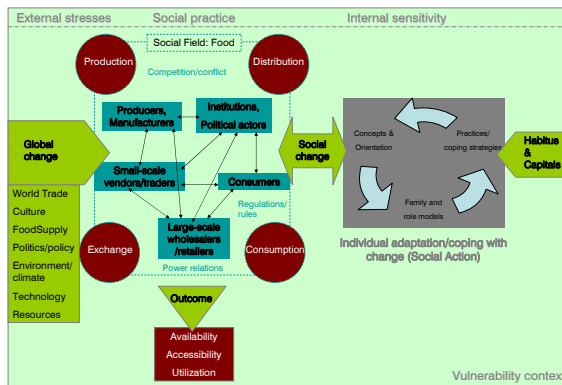 External stresses
Social practice
Internal sensitivity
Production
Social Field: Food
Distribution
Competition/conflict
Producers,
Manufacturers
Institutions,
Political actors
Global
change
Small-scale
vendors/traders
Consumers
Regulations/
rules
Large-scale
wholesalers
/retailers
Power relations
Exchange
Consumption
Social
change
Concepts &
Orientation
Practices/
coping strategies
Family and
role models
Habitus
& Capitals
Individual adaptation/coping with
change (Social Action)
World Trade
Culture
FoodSupply
Politics/policy
Environment/
climate
Technology
Resources
Outcome
Availability
Accessibility
Utilization
Vulnerability context